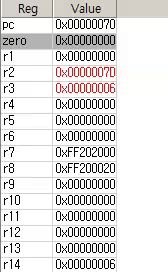 Reg Value
pc 0x00000070
zero 0x00000000
r1 0x00000000
r2 0x0000007D
r3 0x00000006
r4 0x00000000
r5 0x00000000
r6 0x00000000
r7 0xFF202000
r8 0xFF200020
r9 0x00000000
r10 0x00000000
r11 0x00000000
r12 0x00000000
r13 0x00000000
r14 0x00000006